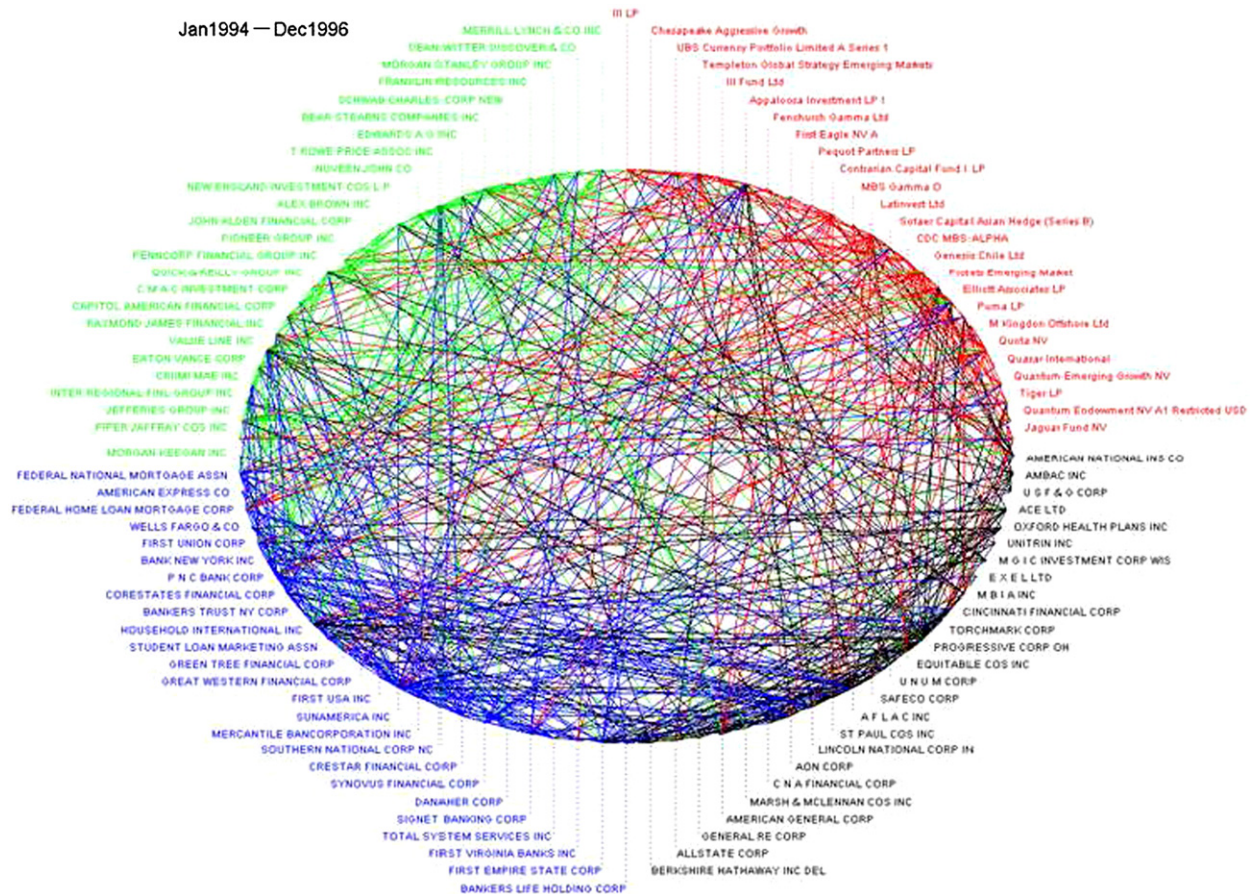 Jan1994 — Dec1996
III LP
MERRILL LYNCH & CO INC
Chesapeake Aggressive Growth
DEAN WITTER DISCOVER & CO
UBS Currency Portfolio Limited A Series 1
MORGAN STANLEY GROUP INC
Templeton Global Strategy Emerging Markets
FRANKLIN RESOURCES INC
III Fund Ltd
SCHWAB CHARLES CORP NEW
Appaloosa Investment LP I
BEAR STEARNS COMPANIES INC
Fenchurch Gamma Ltd
EDWARDS A G INC
First Eagle NV A
T ROWE PRICE ASSOC INC
Pequot Partners LP
NUVEEN JOHN CO
Contrarian Capital Fund I LP
NEW ENGLAND INVESTMENT COS L P
MBS Gamma O
ALEX BROWN INC
Latinvest Ltd
JOHN ALDEN FINANCIAL CORP
Sofaer Capital Asian Hedge (Series B)
PIONEER GROUP INC
CDC MBS-ALPHA
PENNCORP FINANCIAL GROUP INC
Genesis Chile Ltd
QUICK & REILLY GROUP INC
Pictets Emerging Market
C M A C INVESTMENT CORP
Elliott Associates LP
CAPITOL AMERICAN FINANCIAL CORP
Puma LP
RAYMOND JAMES FINANCIAL INC
M Kingdon Offshore Ltd
VALUE LINE INC
Quota NV
EATON VANCE CORP
Quasar International
CRIIMI MAE INC
Quantum Emerging Growth NV
INTER REGIONAL FINL GROUP INC
Tiger LP
JEFFERIES GROUP INC
Quantum Endowment NV A1 Restricted USD
PIPER JAFFRAY COS INC
Jaguar Fund NV
MORGAN KEEGAN INC
AMERICAN NATIONAL INS CO
FEDERAL NATIONAL MORTGAGE ASSN
AMBAC INC
AMERICAN EXPRESS CO
U S F & G CORP
FEDERAL HOME LOAN MORTGAGE CORP
ACE LTD
WELLS FARGO & CO
OXFORD HEALTH PLANS INC
FIRST UNION CORP
UNITRIN INC
BANK NEW YORK INC
M G I C INVESTMENT CORP WIS
P N C BANK CORP
E X E L LTD
CORESTATES FINANCIAL CORP
M B I A INC
BANKERS TRUST NY CORP
CINCINNATI FINANCIAL CORP
HOUSEHOLD INTERNATIONAL INC
TORCHMARK CORP
STUDENT LOAN MARKETING ASSN
PROGRESSIVE CORP OH
GREEN TREE FINANCIAL CORP
EQUITABLE COS INC
GREAT WESTERN FINANCIAL CORP
U N U M CORP
FIRST USA INC
SAFECO CORP
SUNAMERICA INC
A F L A C INC
MERCANTILE BANCORPORATION INC
ST PAUL COS INC
SOUTHERN NATIONAL CORP NC
LINCOLN NATIONAL CORP IN
CRESTAR FINANCIAL CORP
AON CORP
SYNOVUS FINANCIAL CORP
C N A FINANCIAL CORP
DANAHER CORP
MARSH & MCLENNAN COS INC
SIGNET BANKING CORP
AMERICAN GENERAL CORP
TOTAL SYSTEM SERVICES INC
GENERAL RE CORP
FIRST VIRGINIA BANKS INC
ALLSTATE CORP
FIRST EMPIRE STATE CORP
BERKSHIRE HATHAWAY INC DEL
BANKERS LIFE HOLDING CORP